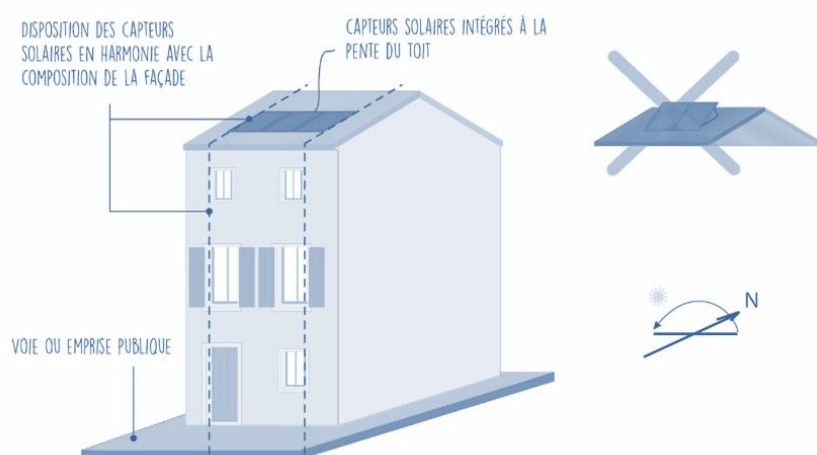 DISPOSITION DES CAPTEURS
SOLAIRES EN HARMONIE AVEC LA
COMPOSITION DE LA FAÇADE
CAPTEURS SOLAIRES INTÉGRÉS À LA
PENTE DU TOIT
N
VOIE OU EMPRISE PUBLIQUE